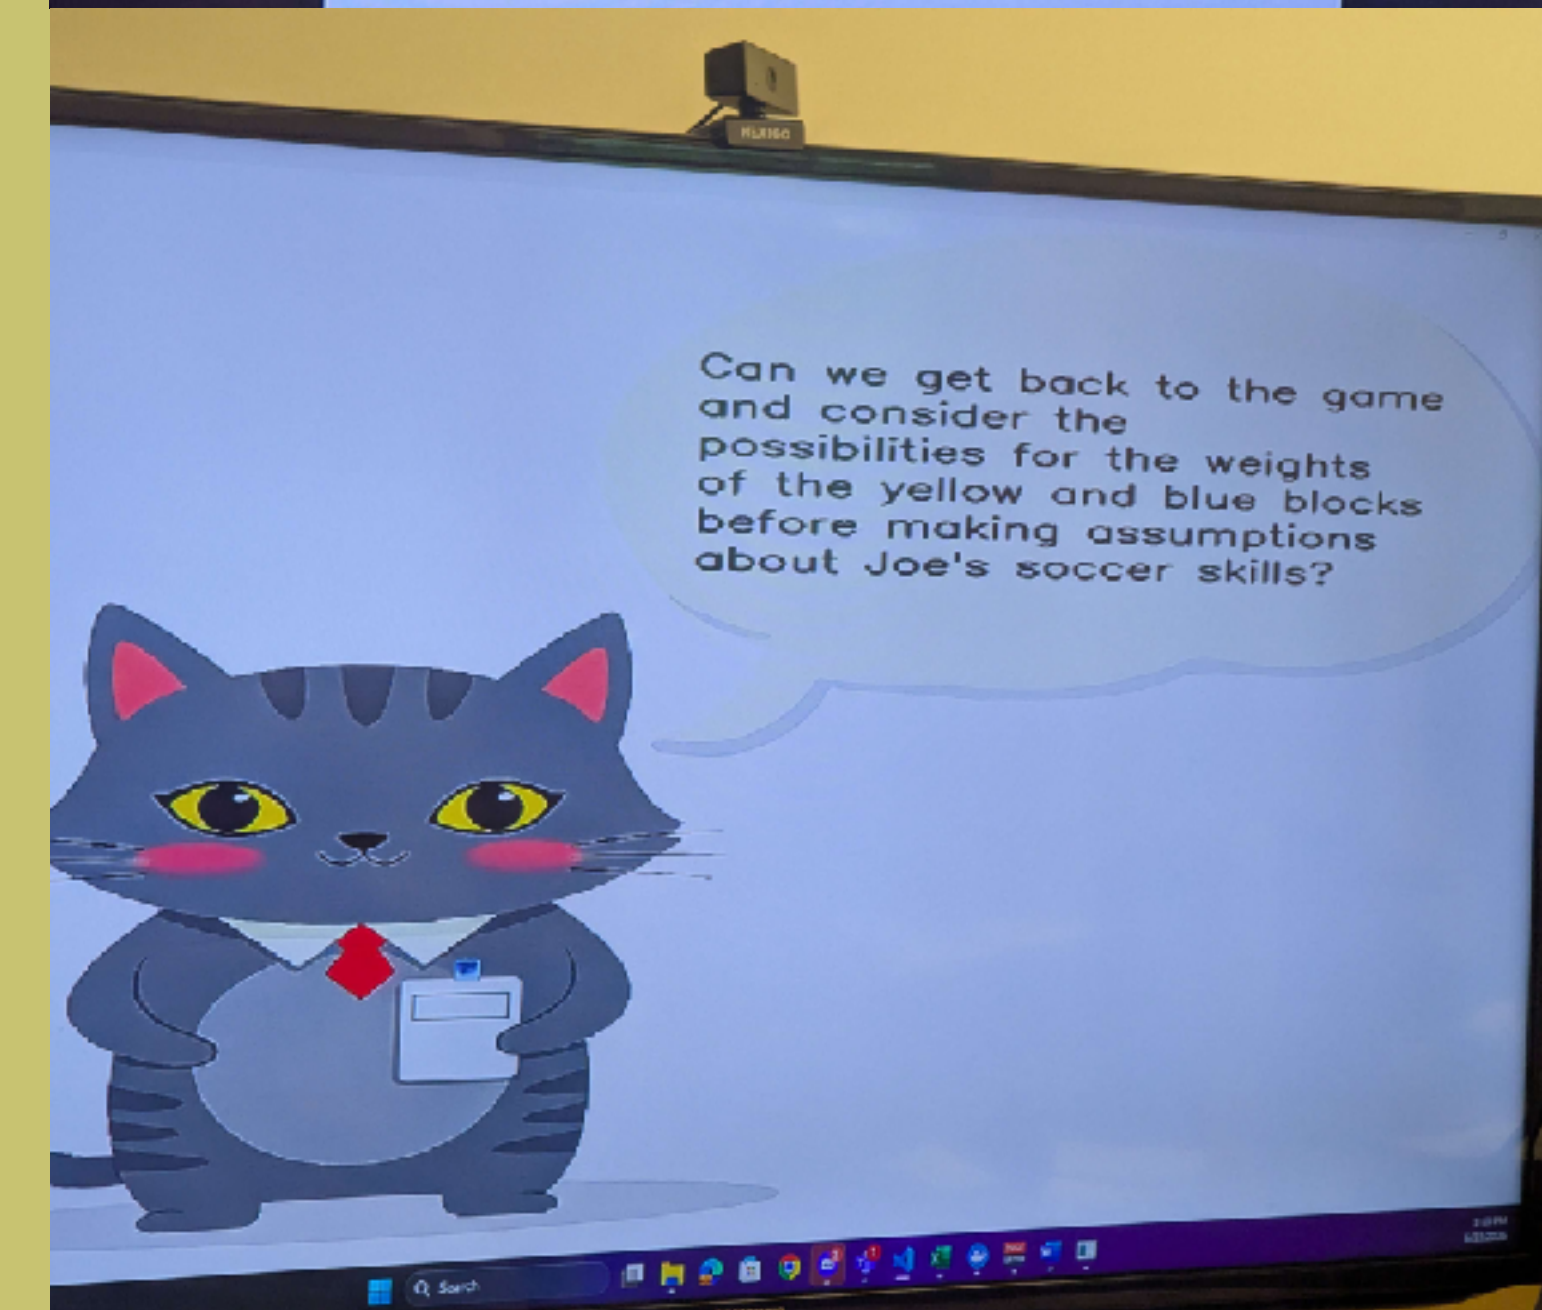 Can we get back to the game
and consider the
possibilities for the weights
of the yellow and blue blocks
before making assumptions
about Joe's soccer skills?
Search